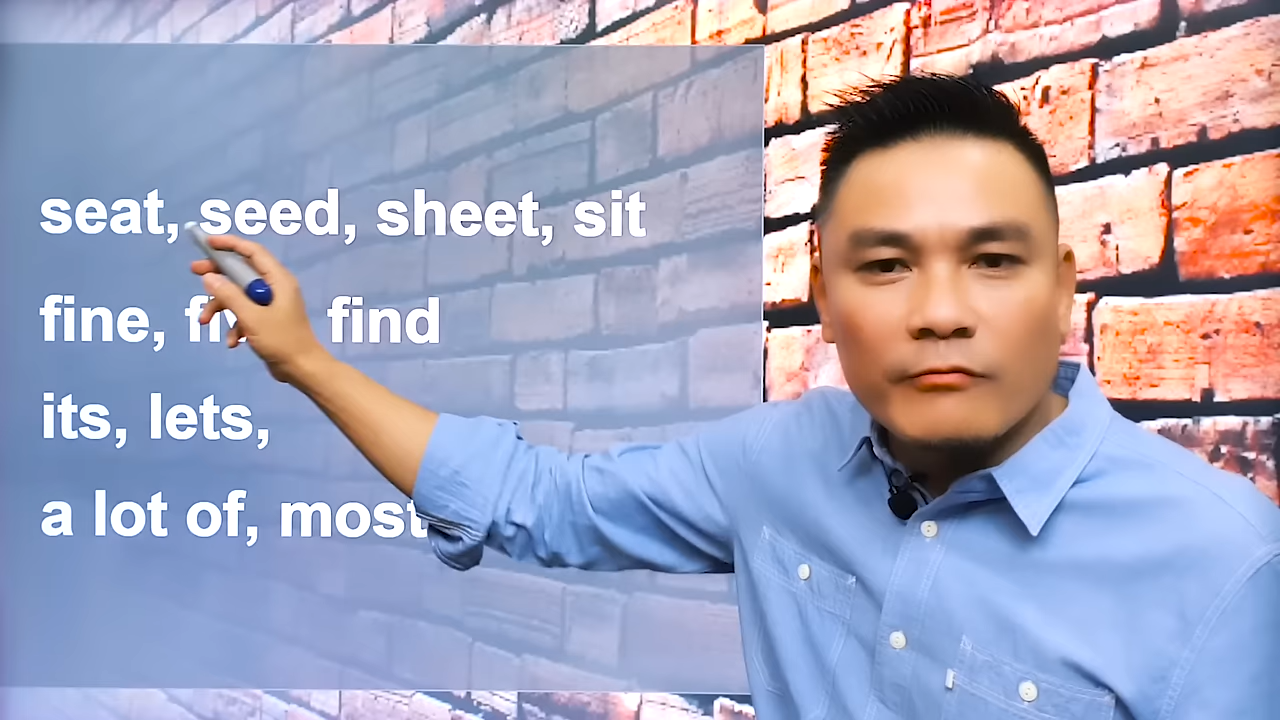 seat, seed, sheet, sit
fine, find
its, lets,
a lot of, most